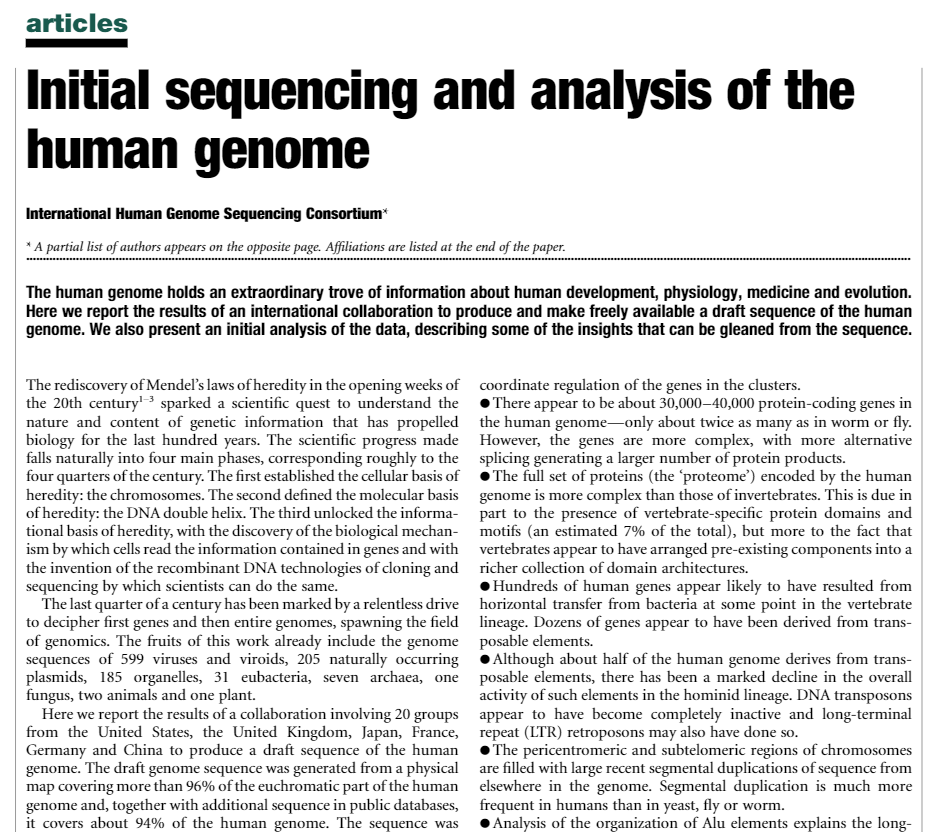 articles
Initial sequencing and analysis of the
human genome
International Human Genome Sequencing Consortium*
* A partial list of authors appears on the opposite page. Affiliations are listed at the end of the paper.
The human genome holds an extraordinary trove of information about human development, physiology, medicine and evolution.
Here we report the results of an international collaboration to produce and make freely available a draft sequence of the human
genome. We also present an initial analysis of the data, describing some of the insights that can be gleaned from the sequence.
The rediscovery of Mendel's laws of heredity in the opening weeks of
the 20th century1–3 sparked a scientific quest to understand the
nature and content of genetic information that has propelled
biology for the last hundred years. The scientific progress made
falls naturally into four main phases, corresponding roughly to the
four quarters of the century. The first established the cellular basis of
heredity: the chromosomes. The second defined the molecular basis
of heredity: the DNA double helix. The third unlocked the informa-
tional basis of heredity, with the discovery of the biological mechan-
ism by which cells read the information contained in genes and with
the invention of the recombinant DNA technologies of cloning and
sequencing by which scientists can do the same.
The last quarter of a century has been marked by a relentless drive
to decipher first genes and then entire genomes, spawning the field
of genomics. The fruits of this work already include the genome
sequences of 599 viruses and viroids, 205 naturally occurring
plasmids, 185 organelles, 31 eubacteria, seven archaea, one
fungus, two animals and one plant.
Here we report the results of a collaboration involving 20 groups
from the United States, the United Kingdom, Japan, France,
Germany and China to produce a draft sequence of the human
genome. The draft genome sequence was generated from a physical
map covering more than 96% of the euchromatic part of the human
genome and, together with additional sequence in public databases,
it covers about 94% of the human genome. The sequence was
coordinate regulation of the genes in the clusters.
● There appear to be about 30,000–40,000 protein-coding genes in
the human genome—only about twice as many as in worm or fly.
However, the genes are more complex, with more alternative
splicing generating a larger number of protein products.
● The full set of proteins (the 'proteome') encoded by the human
genome is more complex than those of invertebrates. This is due in
part to the presence of vertebrate-specific protein domains and
motifs (an estimated 7% of the total), but more to the fact that
vertebrates appear to have arranged pre-existing components into a
richer collection of domain architectures.
● Hundreds of human genes appear likely to have resulted from
horizontal transfer from bacteria at some point in the vertebrate
lineage. Dozens of genes appear to have been derived from trans-
posable elements.
● Although about half of the human genome derives from trans-
posable elements, there has been a marked decline in the overall
activity of such elements in the hominid lineage. DNA transposons
appear to have become completely inactive and long-terminal
repeat (LTR) retroposons may also have done so.
● The pericentromeric and subtelomeric regions of chromosomes
are filled with large recent segmental duplications of sequence from
elsewhere in the genome. Segmental duplication is much more
frequent in humans than in yeast, fly or worm.
● Analysis of the organization of Alu elements explains the long-